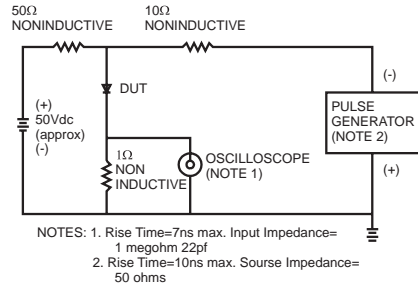 50Ω
NONINDUCTIVE
10Ω
NONINDUCTIVE
(+)
50Vdc
(approx)
(-)
DUT
1Ω
NON
INDUCTIVE
OSCILLOSCOPE
(NOTE 1)
(-)
PULSE
GENERATOR
(NOTE 2)
(+)
NOTES: 1. Rise Time=7ns max. Input Impedance=
1 megohm 22pf
2. Rise Time=10ns max. Sourse Impedance=
50 ohms